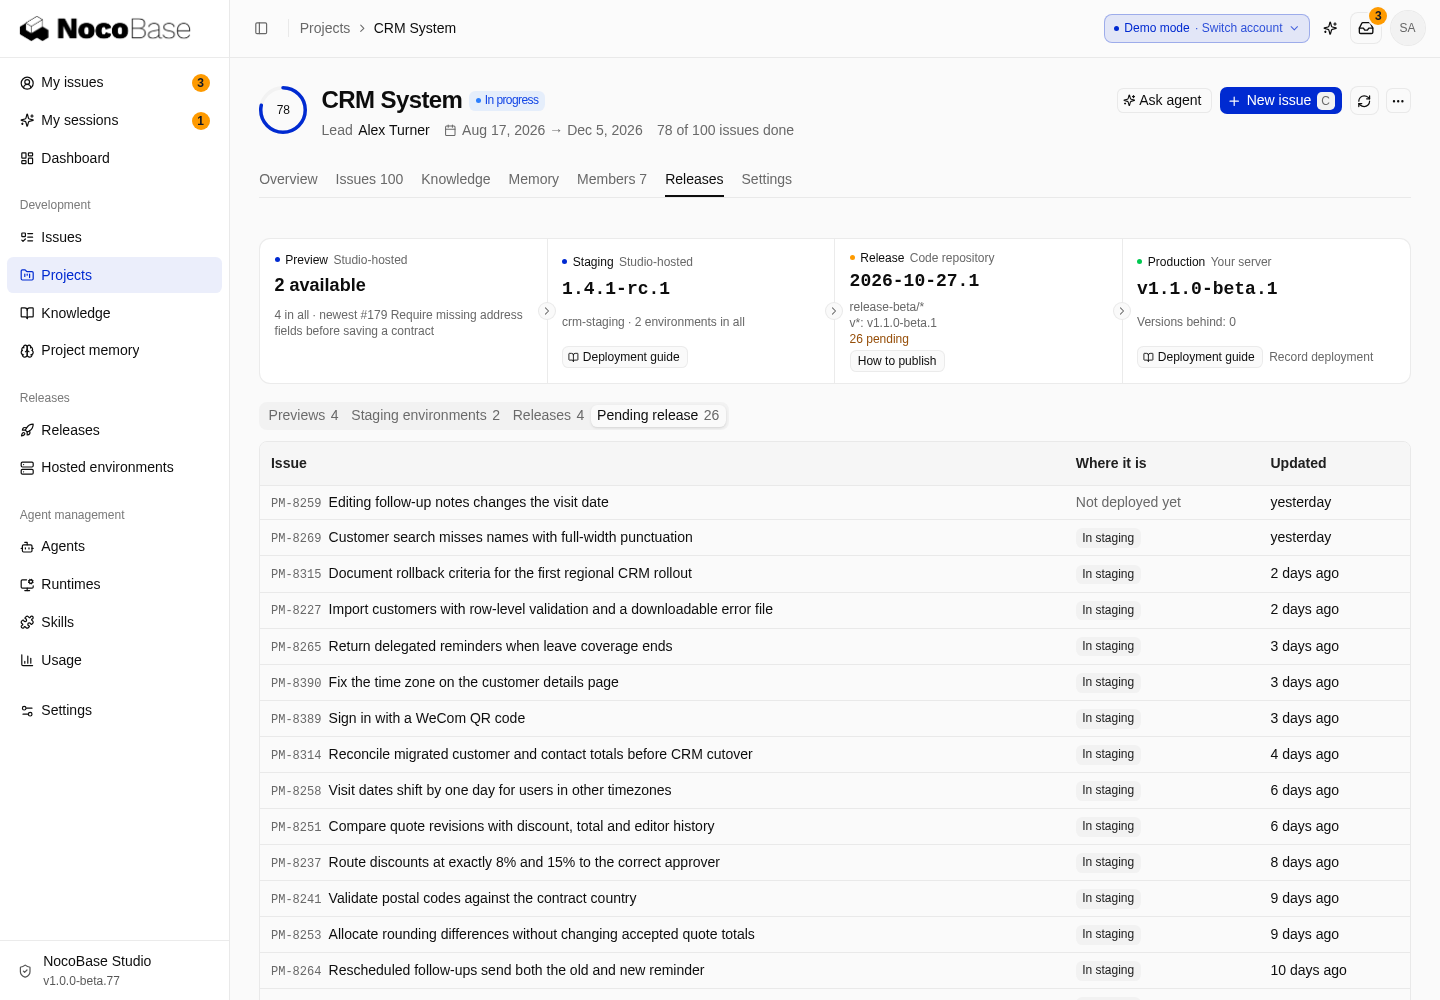 NocoBase
Projects > CRM System
Demo mode · Switch account
3
SA
My issues 3
My sessions 1
Dashboard
Development
Issues
Projects
Knowledge
Project memory
Releases
Releases
Hosted environments
Agent management
Agents
Runtimes
Skills
Usage
Settings
NocoBase Studio
v1.0.0-beta.77
78
CRM System In progress
Lead Alex Turner Aug 17, 2026 → Dec 5, 2026 78 of 100 issues done
Ask agent
New issue C
Overview Issues 100 Knowledge Memory Members 7 Releases Settings
Preview Studio-hosted
2 available
4 in all · newest #179 Require missing address
fields before saving a contract
Staging Studio-hosted
1.4.1-rc.1
crm-staging · 2 environments in all
Deployment guide
Release Code repository
2026-10-27.1
release-beta/*
v*: v1.1.0-beta.1
26 pending
How to publish
Production Your server
v1.1.0-beta.1
Versions behind: 0
Deployment guide Record deployment
Previews 4 Staging environments 2 Releases 4 Pending release 26
Issue Where it is Updated
PM-8259 Editing follow-up notes changes the visit date Not deployed yet yesterday
PM-8269 Customer search misses names with full-width punctuation In staging yesterday
PM-8315 Document rollback criteria for the first regional CRM rollout In staging 2 days ago
PM-8227 Import customers with row-level validation and a downloadable error file In staging 2 days ago
PM-8265 Return delegated reminders when leave coverage ends In staging 3 days ago
PM-8390 Fix the time zone on the customer details page In staging 3 days ago
PM-8389 Sign in with a WeCom QR code In staging 3 days ago
PM-8314 Reconcile migrated customer and contact totals before CRM cutover In staging 4 days ago
PM-8258 Visit dates shift by one day for users in other timezones In staging 6 days ago
PM-8251 Compare quote revisions with discount, total and editor history In staging 6 days ago
PM-8237 Route discounts at exactly 8% and 15% to the correct approver In staging 8 days ago
PM-8241 Validate postal codes against the contract country In staging 9 days ago
PM-8253 Allocate rounding differences without changing accepted quote totals In staging 9 days ago
PM-8264 Rescheduled follow-ups send both the old and new reminder In staging 10 days ago